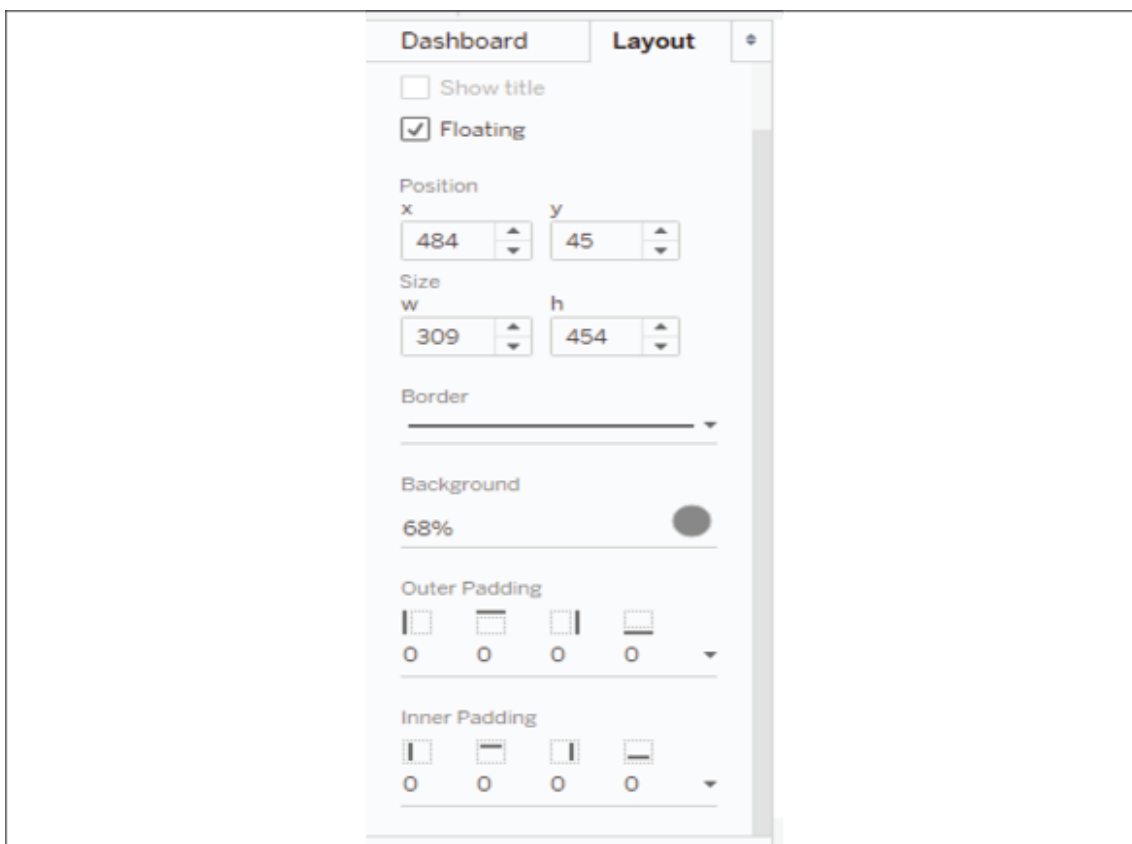 Dashboard Layout
Show title
Floating
Position
x y
484 45
Size
w h
309 454
Border
Background
68%
Outer Padding
0 0 0 0
Inner Padding
0 0 0 0